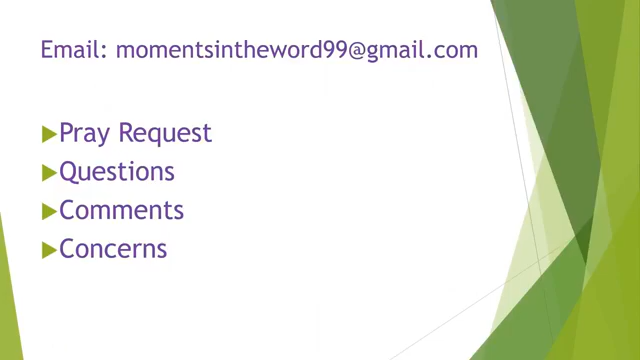 Email: momentsintheword99@gmail.com
Pray Request
Questions
Comments
Concerns